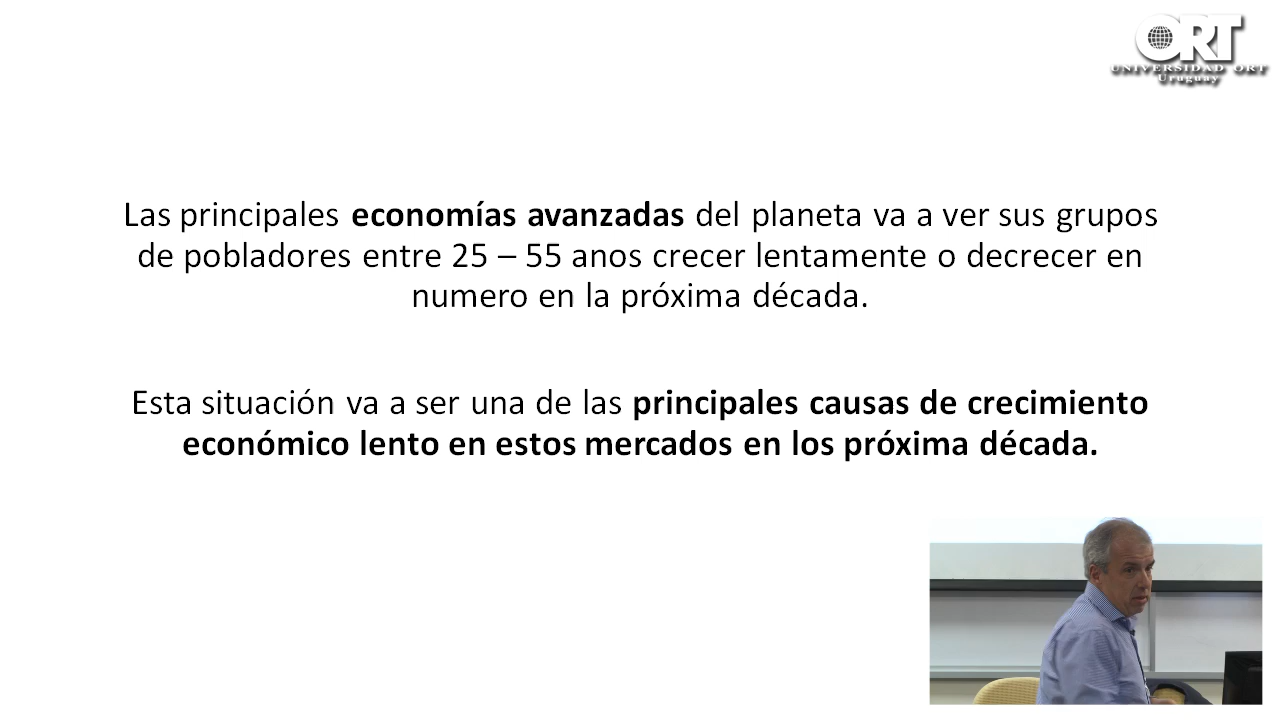 ORT
UNIVERSIDAD ORT
Uruguay
Las principales economías avanzadas del planeta va a ver sus grupos
de pobladores entre 25 – 55 anos crecer lentamente o decrecer en
numero en la próxima década.
Esta situación va a ser una de las principales causas de crecimiento
económico lento en estos mercados en los próxima década.